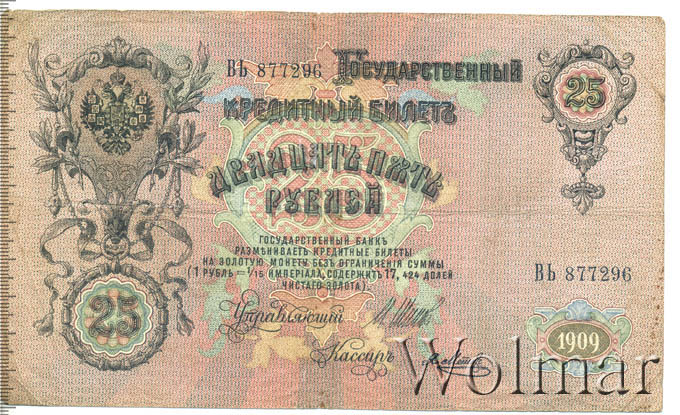 ВЬ 877296 Государственный
25
кредитный билетъ
25
Двадцать пять
рублей
Государственный банкъ
размѣниваетъ кредитные билеты
на золотую монету безъ ограниченія суммы
(1 рубль = 1/15 имперіала, содержитъ 17,424 долей
чистаго золота).
ВЬ 877296
25
Управляющій
Кассиръ
1909
Wolmar